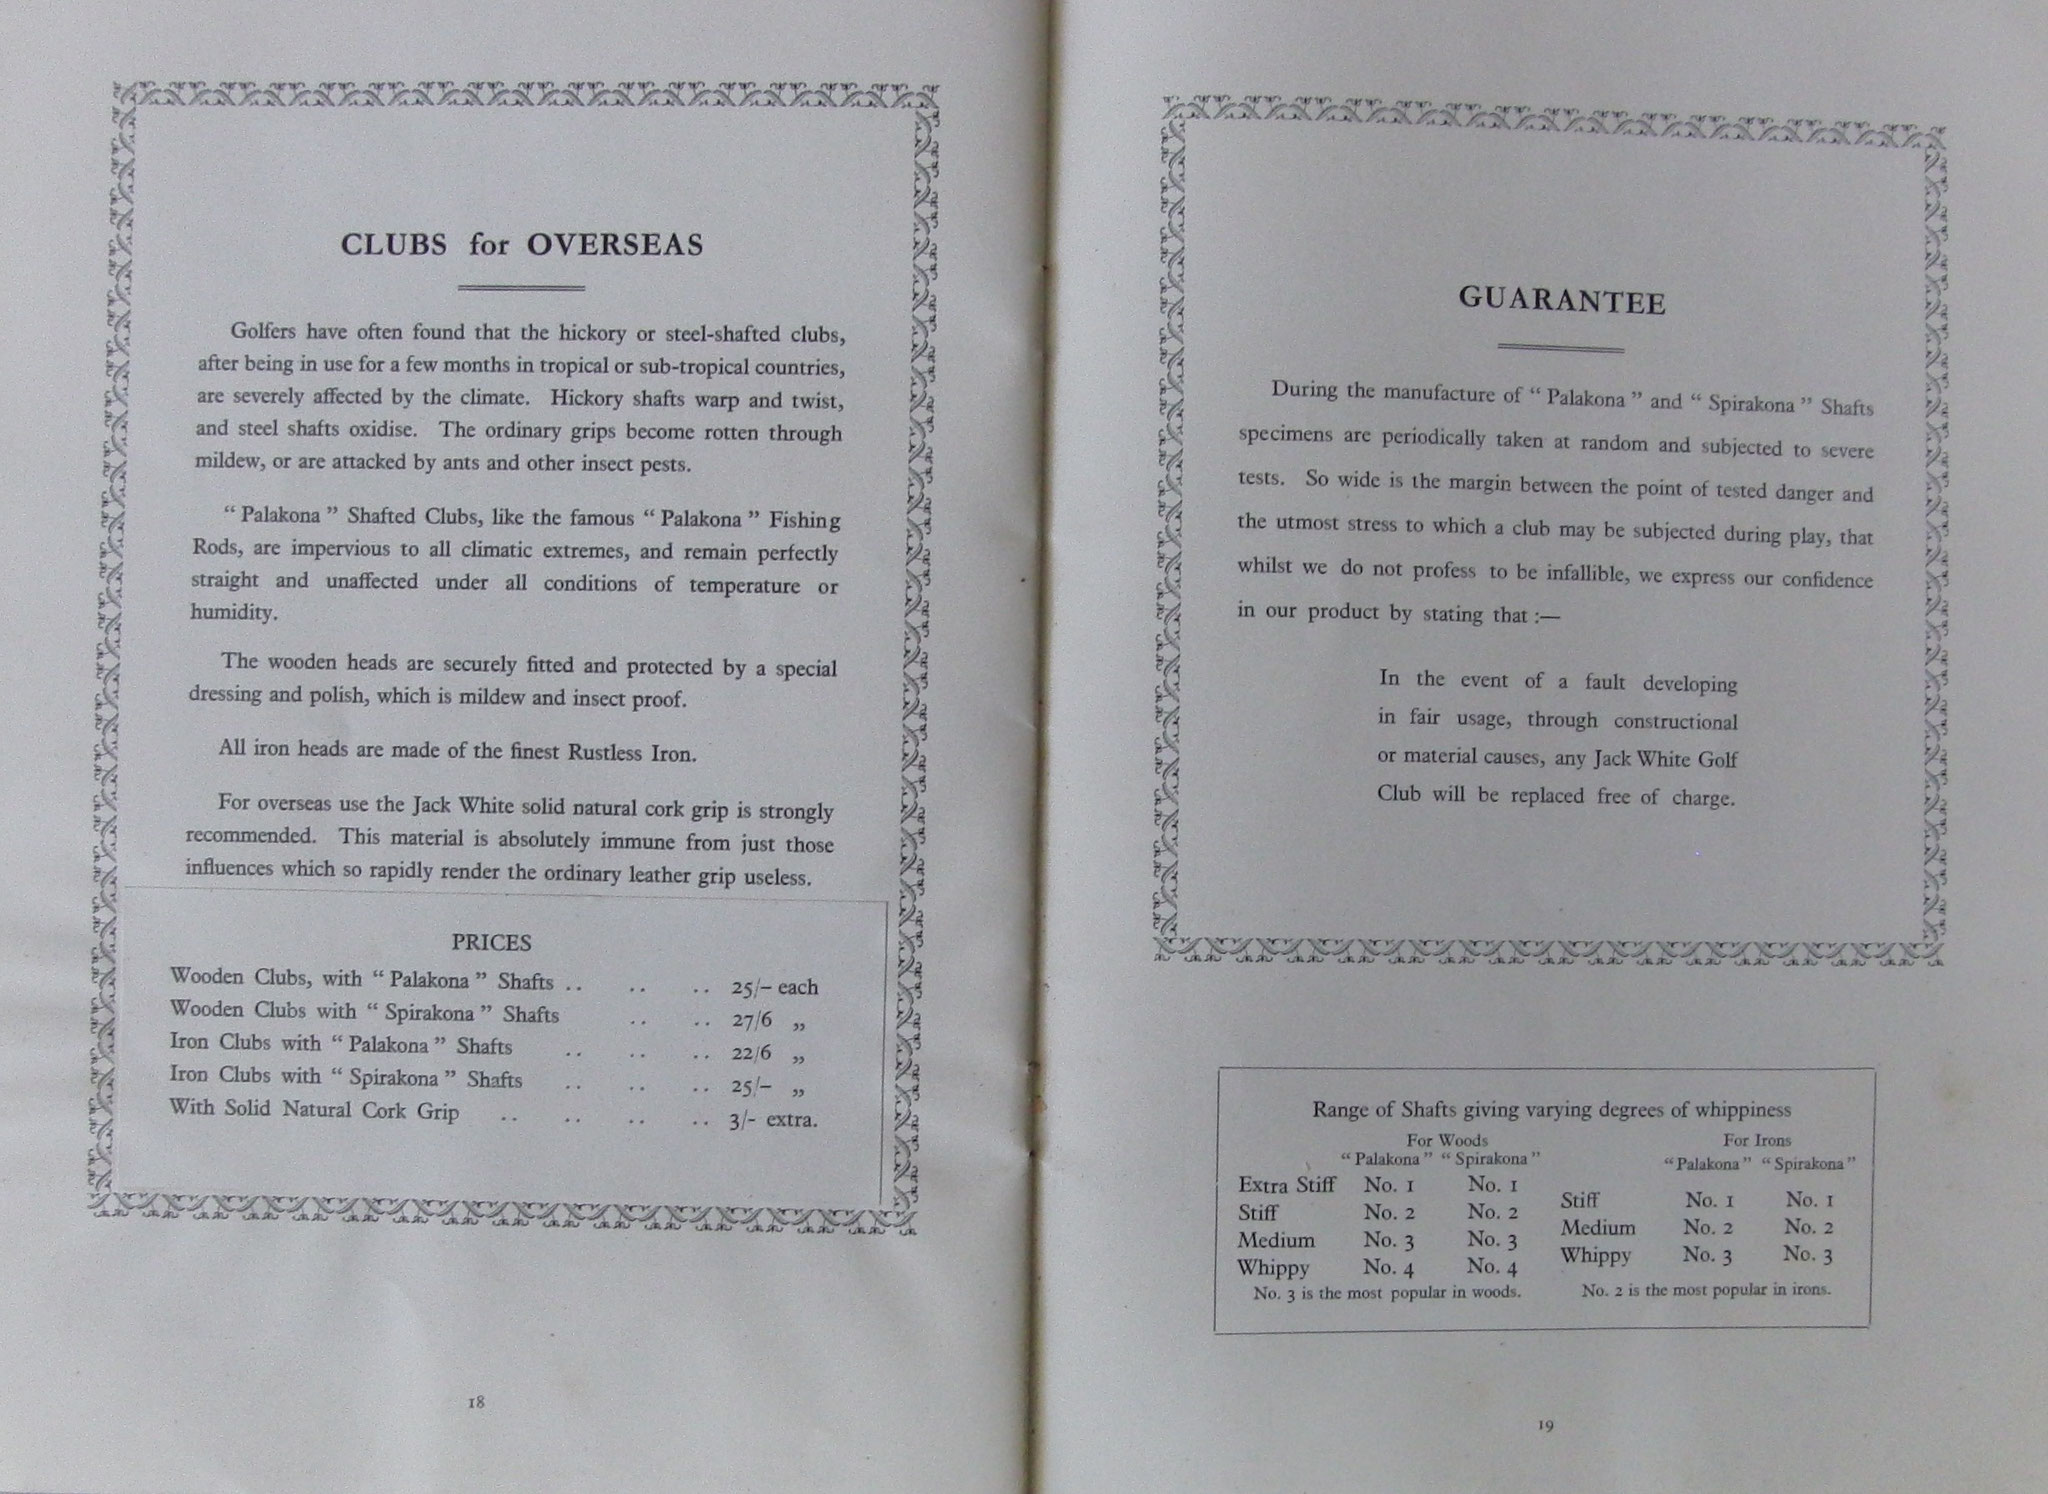 CLUBS for OVERSEAS
Golfers have often found that the hickory or steel-shafted clubs,
after being in use for a few months in tropical or sub-tropical countries,
are severely affected by the climate. Hickory shafts warp and twist,
and steel shafts oxidise. The ordinary grips become rotten through
mildew, or are attacked by ants and other insect pests.
“ Palakona ” Shafted Clubs, like the famous “ Palakona ” Fishing
Rods, are impervious to all climatic extremes, and remain perfectly
straight and unaffected under all conditions of temperature or
humidity.
The wooden heads are securely fitted and protected by a special
dressing and polish, which is mildew and insect proof.
All iron heads are made of the finest Rustless Iron.
For overseas use the Jack White solid natural cork grip is strongly
recommended. This material is absolutely immune from just those
influences which so rapidly render the ordinary leather grip useless.
PRICES
Wooden Clubs, with “ Palakona ” Shafts .. .. .. 25/- each
Wooden Clubs with “ Spirakona ” Shafts .. .. 27/6 „
Iron Clubs with “ Palakona ” Shafts .. .. .. 22/6 „
Iron Clubs with “ Spirakona ” Shafts .. .. .. 25/- „
With Solid Natural Cork Grip .. .. .. .. 3/- extra.
18
GUARANTEE
During the manufacture of “ Palakona ” and “ Spirakona ” Shafts
specimens are periodically taken at random and subjected to severe
tests. So wide is the margin between the point of tested danger and
the utmost stress to which a club may be subjected during play, that
whilst we do not profess to be infallible, we express our confidence
in our product by stating that :—
In the event of a fault developing
in fair usage, through constructional
or material causes, any Jack White Golf
Club will be replaced free of charge.
Range of Shafts giving varying degrees of whippiness
For Woods For Irons
“ Palakona ” “ Spirakona ” “ Palakona ” “ Spirakona ”
Extra Stiff No. 1 No. 1
Stiff No. 2 No. 2 Stiff No. 1 No. 1
Medium No. 3 No. 3 Medium No. 2 No. 2
Whippy No. 4 No. 4 Whippy No. 3 No. 3
No. 3 is the most popular in woods. No. 2 is the most popular in irons.
19